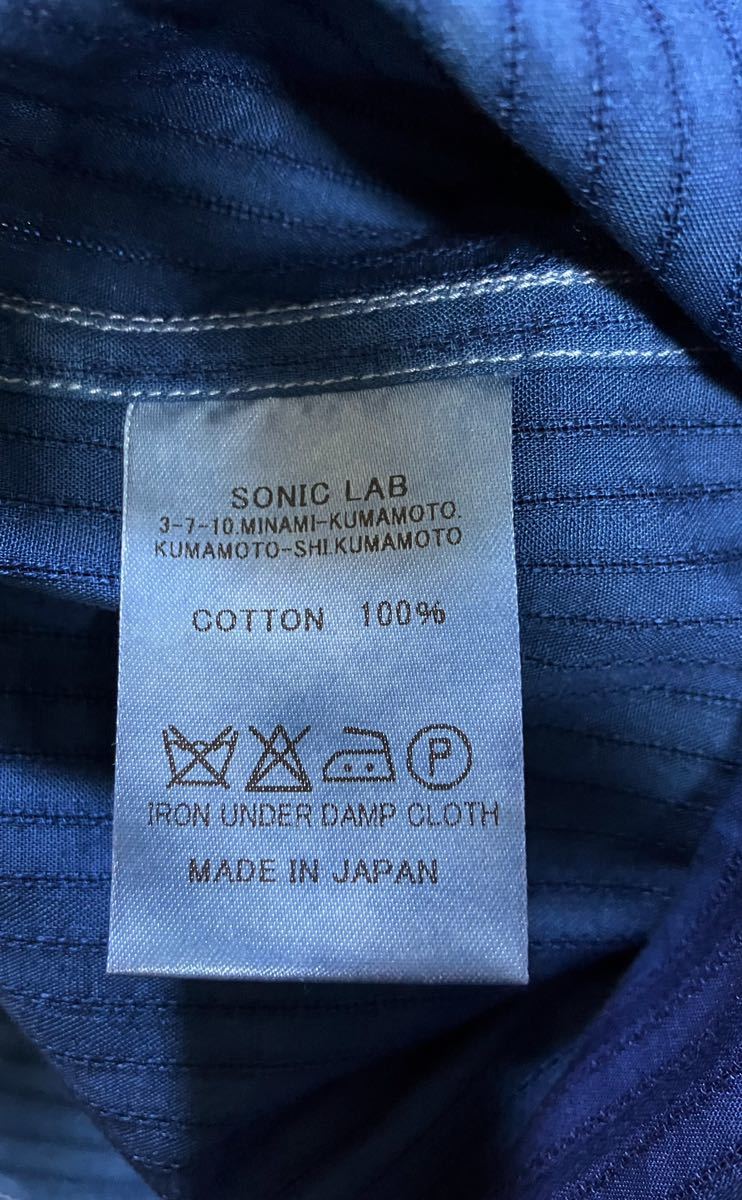 SONIC LAB
3-7-10.MINAMI-KUMAMOTO.
KUMAMOTO-SHI.KUMAMOTO
COTTON 100%
P
IRON UNDER DAMP CLOTH
MADE IN JAPAN